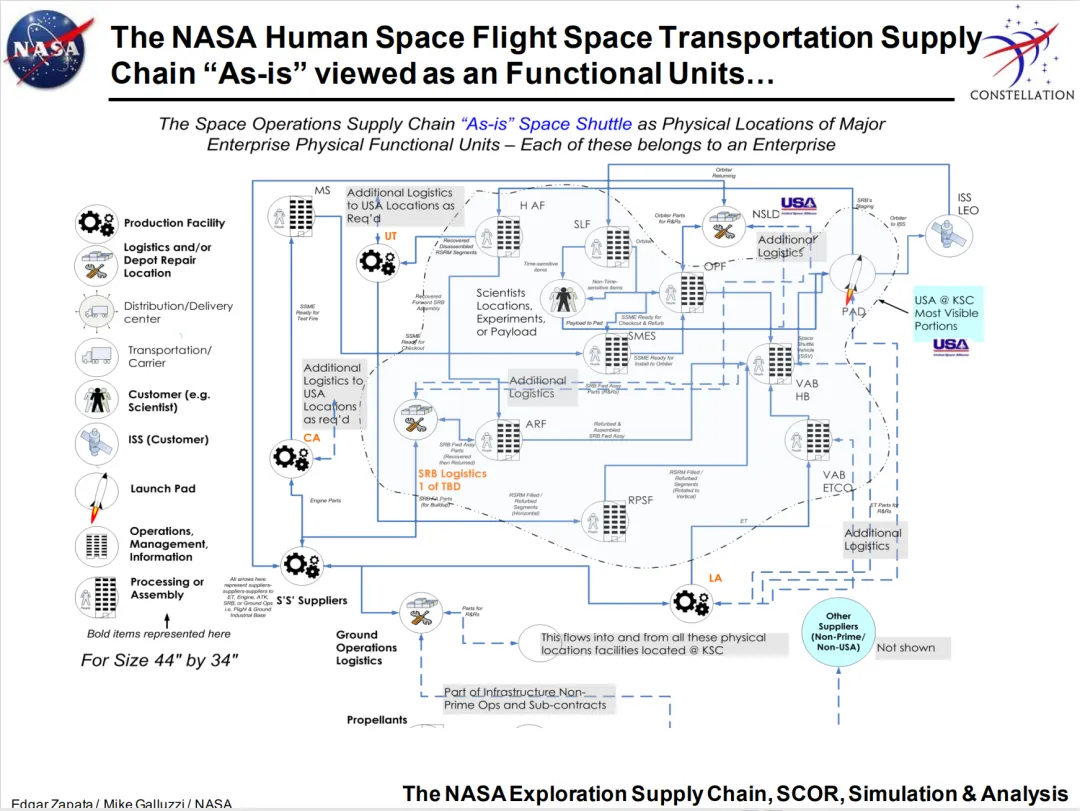 NASA
The NASA Human Space Flight Space Transportation Supply
Chain “As-is” viewed as an Functional Units…
CONSTELLATION
The Space Operations Supply Chain “As-is” Space Shuttle as Physical Locations of Major
Enterprise Physical Functional Units – Each of these belongs to an Enterprise
Production Facility
Logistics and/or
Depot Repair
Location
Distribution/Delivery
center
Transportation/
Carrier
Customer (e.g.
Scientist)
ISS (Customer)
Launch Pad
Operations,
Management,
Information
Processing or
Assembly
Bold items represented here
For Size 44" by 34"
MS
Additional Logistics
to USA Locations as
Req’d
UT
H AF
SLF
Orbiter
Returning
Orbiter Parts
for R&Rs
NSLD
USA
United Space Alliance
Additional
Logistics
SRB's
Staging
Orbiter
to ISS
ISS
LEO
Recovered
Disassembled
RSRM Segments
Orbiter
OPF
Time-sensitive
items
Non-Time-
sensitive items
Scientists
Locations,
Experiments,
or Payload
Payload to Pad
SSME Ready for
Checkout & Refurb
SMES
SSME Ready for
Install to Orbiter
PAD
USA @ KSC
Most Visible
Portions
USA
United Space Alliance
SSME
Ready for
Test Fire
Recovered
Forward SRB
Assembly
SSME
Ready for
Checkout
Space
Shuttle
Vehicle
(SSV)
VAB
HB
Additional
Logistics to
USA
Locations
as req’d
CA
Additional
Logistics
SRB Fwd Assy
Parts (R&Rs)
ARF
Refurbed &
Assembled
SRB Fwd Assy
SRB Fwd Assy
Parts
(Recovered
then Returned)
SRB Logistics
1 of TBD
Parts
(for Buildup)
Engine Parts
RSRM Filled /
Refurbed
Segments
(Horizontal)
RPSF
RSRM Filled /
Refurbed
Segments
(Rotated to
Vertical)
VAB
ETCO
ET
ET Parts for
R&Rs
Additional
Logistics
All arrows here
represent suppliers-
suppliers-suppliers to
ET, Engine, ATK,
SRB, or Ground Ops
i.e. Flight & Ground
Industrial Base
S’S’ Suppliers
LA
Ground
Operations
Logistics
Parts for
R&Rs
This flows into and from all these physical
locations facilities located @ KSC
Other
Suppliers
(Non-Prime/
Non-USA)
Not shown
Part of Infrastructure Non-
Prime Ops and Sub-contracts
Propellants
The NASA Exploration Supply Chain, SCOR, Simulation & Analysis
Edgar Zapata / Mike Galluzzi / NASA